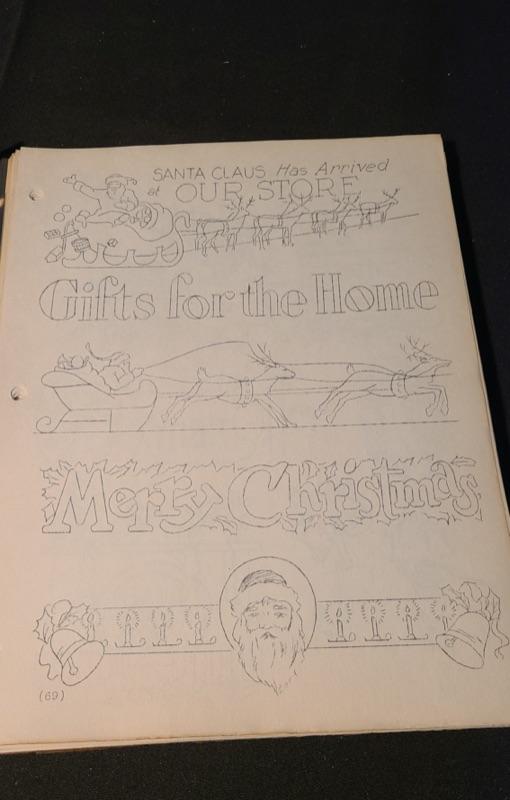 SANTA CLAUS Has Arrived
at OUR STORE
Gifts for the Home
Merry Christmas
(69)